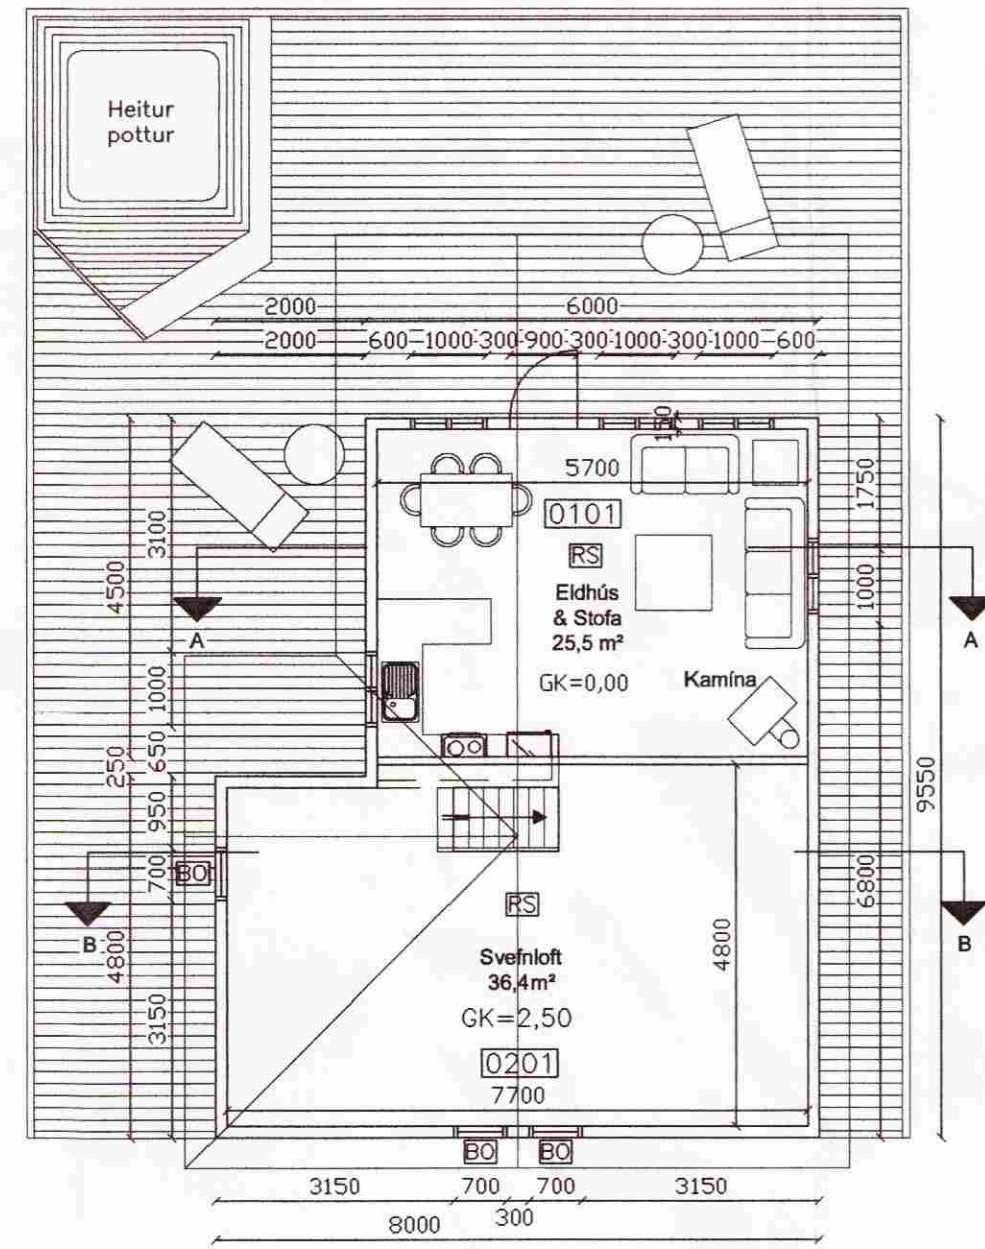 Heitur
pottur
2000
6000
2000
600
1000
300
900
300
1000
300
1000
600
150
5700
1750
0101
3100
RS
4500
1000
Eldhús
& Stofa
25,5 m²
A
A
GK=0,00
Kamína
1000
650
250
9550
950
BO
700
6800
RS
B
B
4800
4800
Svefnloft
36,4m²
3150
GK=2,50
0201
7700
BO
BO
3150
700
700
3150
300
8000